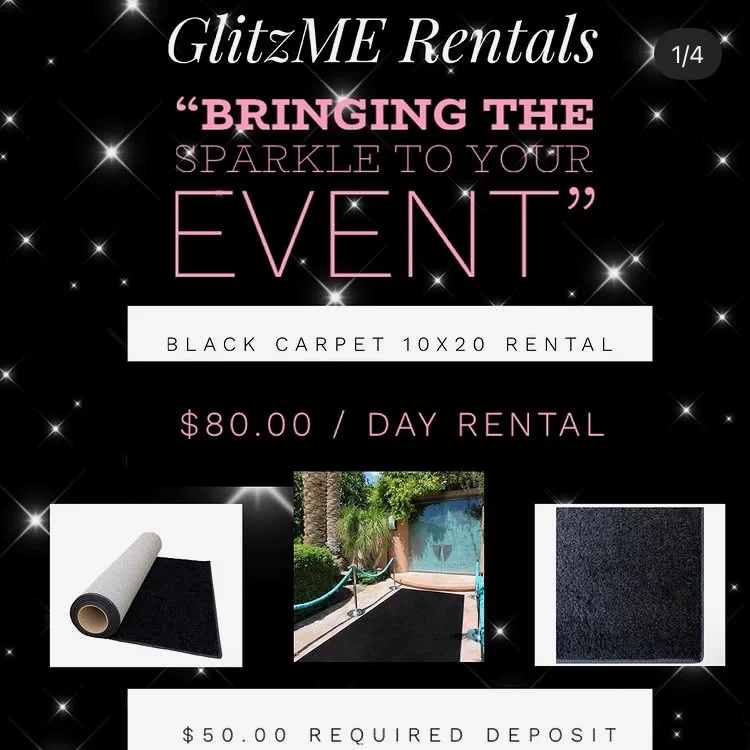 GlitzME Rentals
1/4
“BRINGING THE
SPARKLE TO YOUR
EVENT”
BLACK CARPET 10X20 RENTAL
$80.00 / DAY RENTAL
$50.00 REQUIRED DEPOSIT